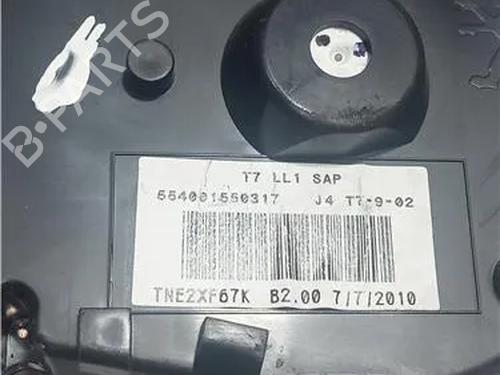 B-PARTS
T7 LL1 SAP
554001550317 J4 T7-9-02
TNE2XF67K B2.00 7/7/2010